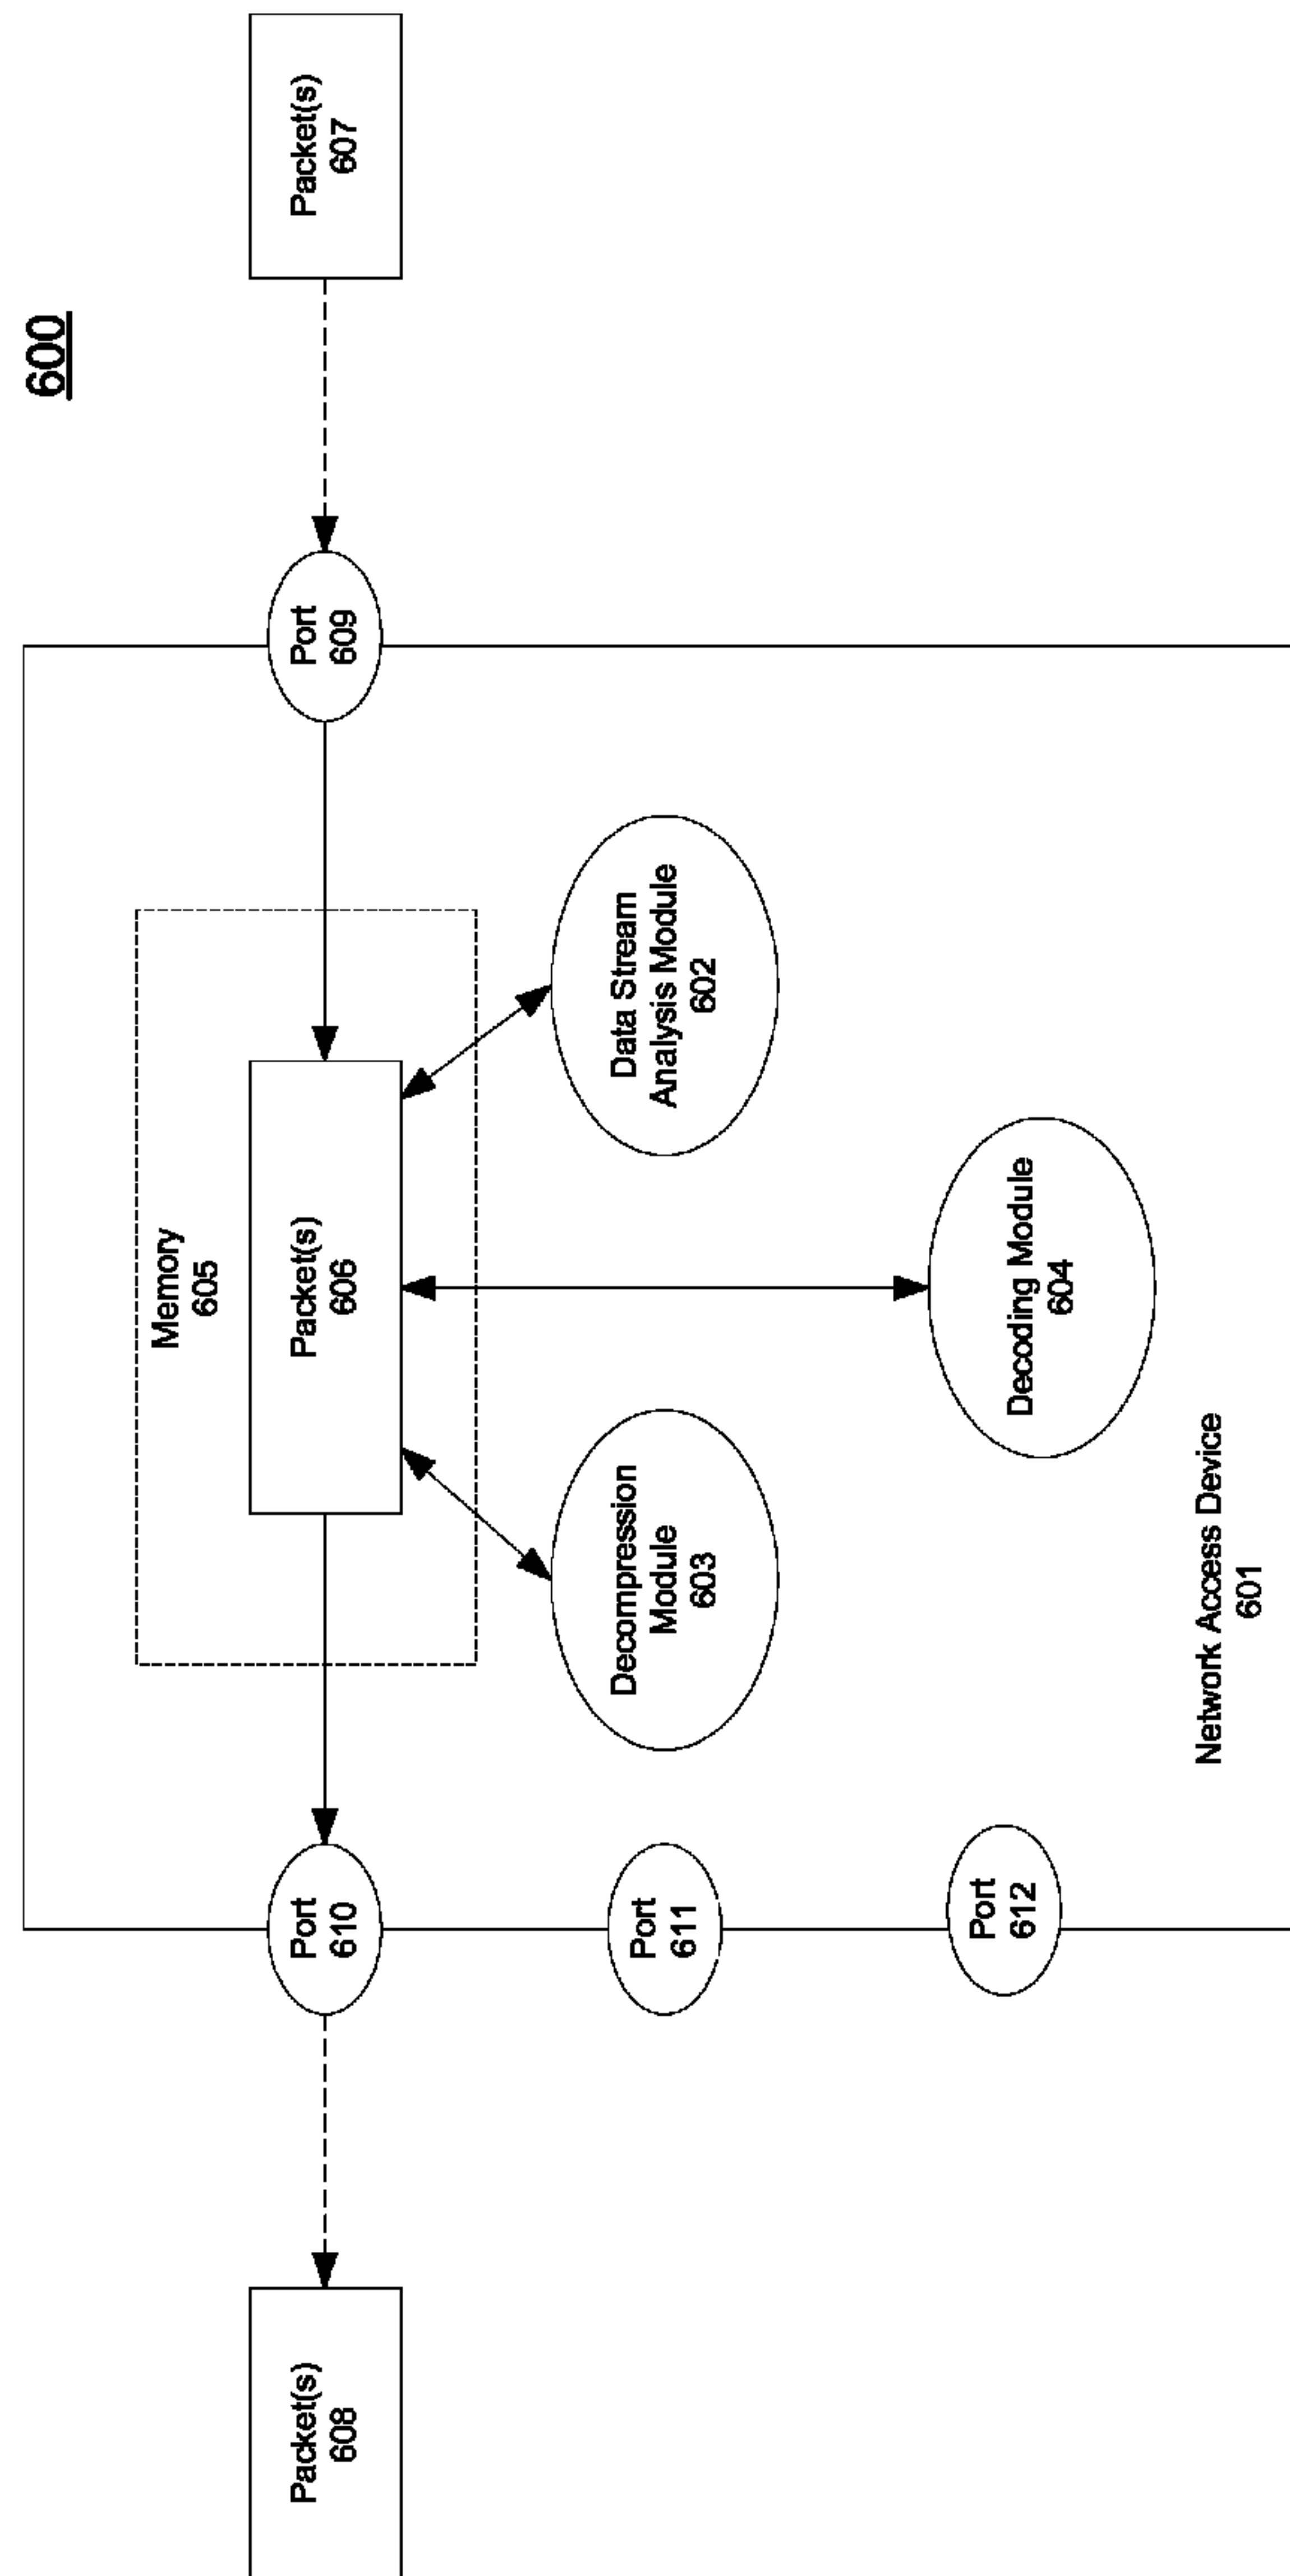 600
Memory
605
Packet(s)
608
Port
610
Packet(s)
606
Port
609
Packet(s)
607
Port
611
Decompression
Module
603
Data Stream
Analysis Module
602
Port
612
Decoding Module
604
Network Access Device
601